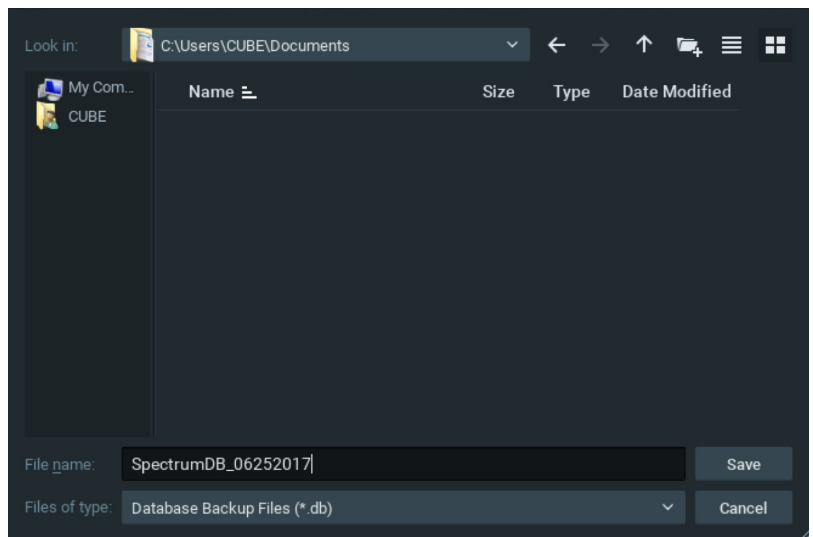 Look in: C:\Users\CUBE\Documents
My Com...
CUBE
Name Size Type Date Modified
File name: SpectrumDB_06252017 Save
Files of type: Database Backup Files (*.db) Cancel